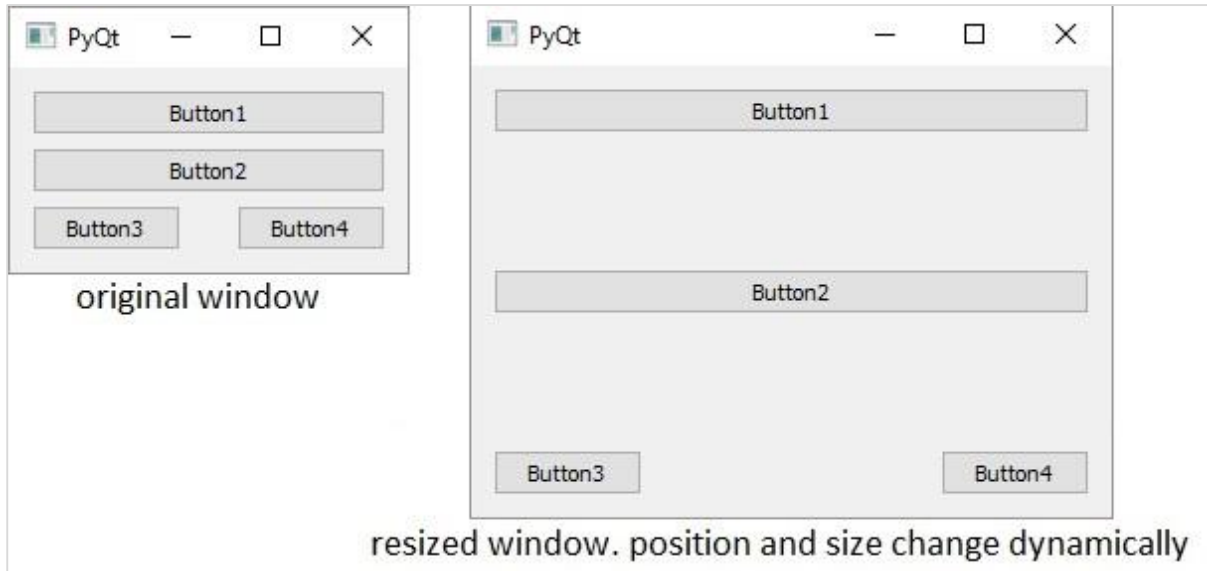 PyQt
Button1
Button2
Button3 Button4
original window
PyQt
Button1
Button2
Button3 Button4
resized window. position and size change dynamically